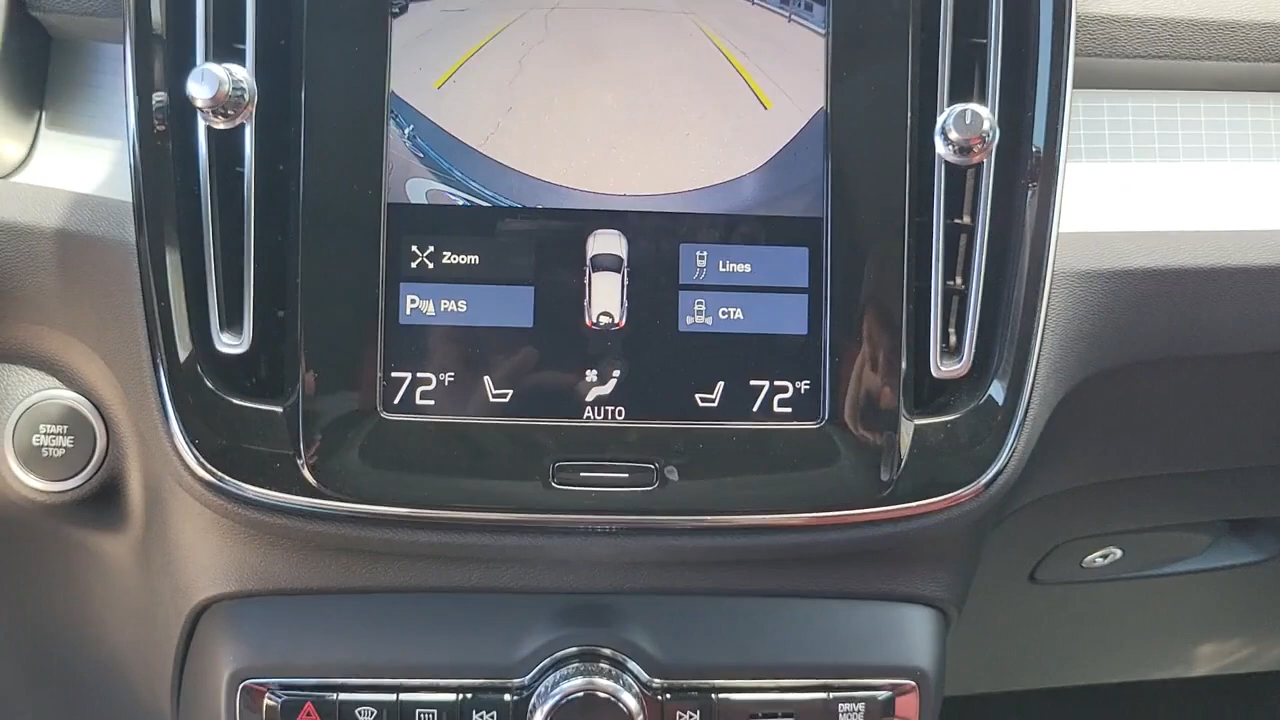 Zoom
Lines
P PAS
CTA
72°F
72°F
AUTO
START
ENGINE
STOP
DRIVE
MODE